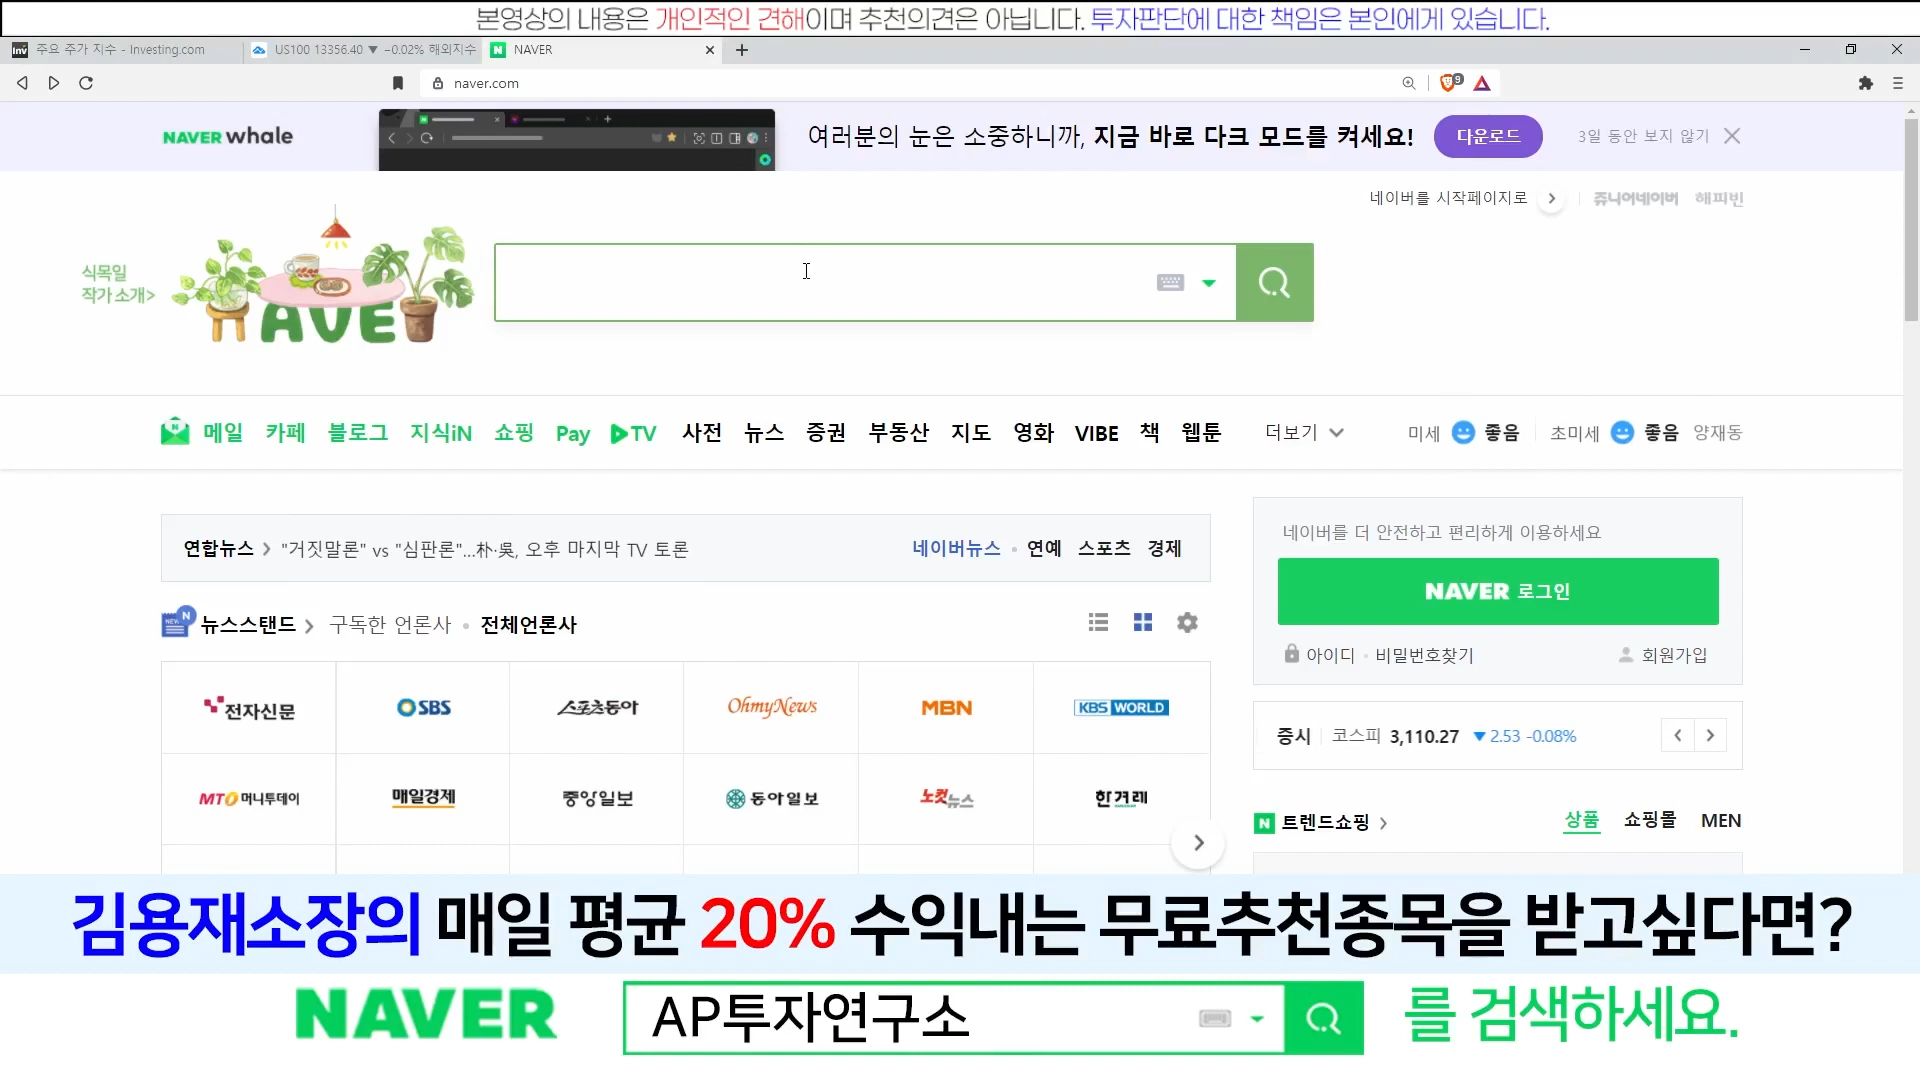 본영상의 내용은 개인적인 견해이며 추천의견은 아닙니다. 투자판단에 대한 책임은 본인에게 있습니다.
주요 주가 지수 - Investing.com
US100 13356.40 ▼ −0.02% 해외지수
NAVER
naver.com
9
NAVER whale
여러분의 눈은 소중하니까, 지금 바로 다크 모드를 켜세요!
다운로드
3일 동안 보지 않기
네이버를 시작페이지로
쥬니어네이버 해피빈
식목일
작가 소개>
AVE
메일 카페 블로그 지식iN 쇼핑 Pay TV 사전 뉴스 증권 부동산 지도 영화 VIBE 책 웹툰 더보기
미세 좋음 초미세 좋음 양재동
연합뉴스 > "거짓말론" vs "심판론"...朴·吳, 오후 마지막 TV 토론
네이버뉴스 연예 스포츠 경제
네이버를 더 안전하고 편리하게 이용하세요
NAVER 로그인
아이디 · 비밀번호찾기 회원가입
뉴스스탠드 > 구독한 언론사 · 전체언론사
전자신문 SBS 스포츠동아 OhmyNews MBN KBS WORLD
증시 코스피 3,110.27 ▼2.53 -0.08%
MTO 머니투데이 매일경제 중앙일보 동아일보 노컷뉴스 한겨레
N 트렌드쇼핑 > 상품 쇼핑몰 MEN
김용재소장의 매일 평균 20% 수익내는 무료추천종목을 받고싶다면?
NAVER AP투자연구소 를 검색하세요.